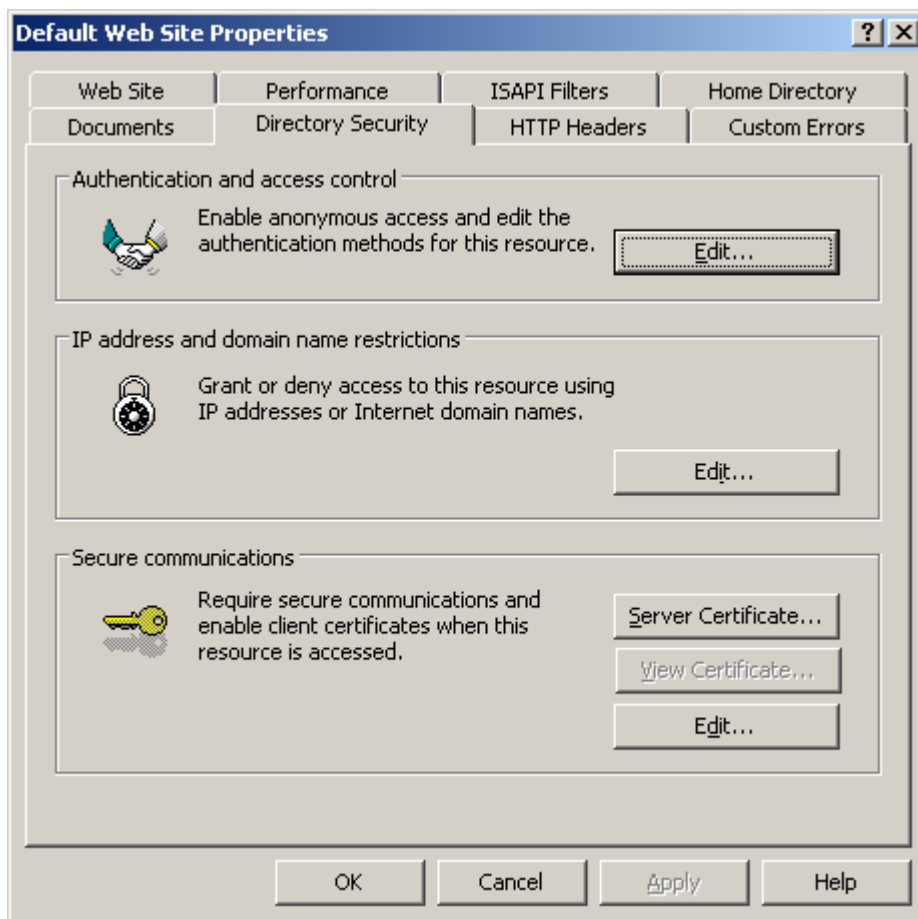 Default Web Site Properties
Web Site Performance ISAPI Filters Home Directory
Documents Directory Security HTTP Headers Custom Errors
Authentication and access control
Enable anonymous access and edit the
authentication methods for this resource.
Edit...
IP address and domain name restrictions
Grant or deny access to this resource using
IP addresses or Internet domain names.
Edit...
Secure communications
Require secure communications and
enable client certificates when this
resource is accessed.
Server Certificate...
View Certificate...
Edit...
OK Cancel Apply Help